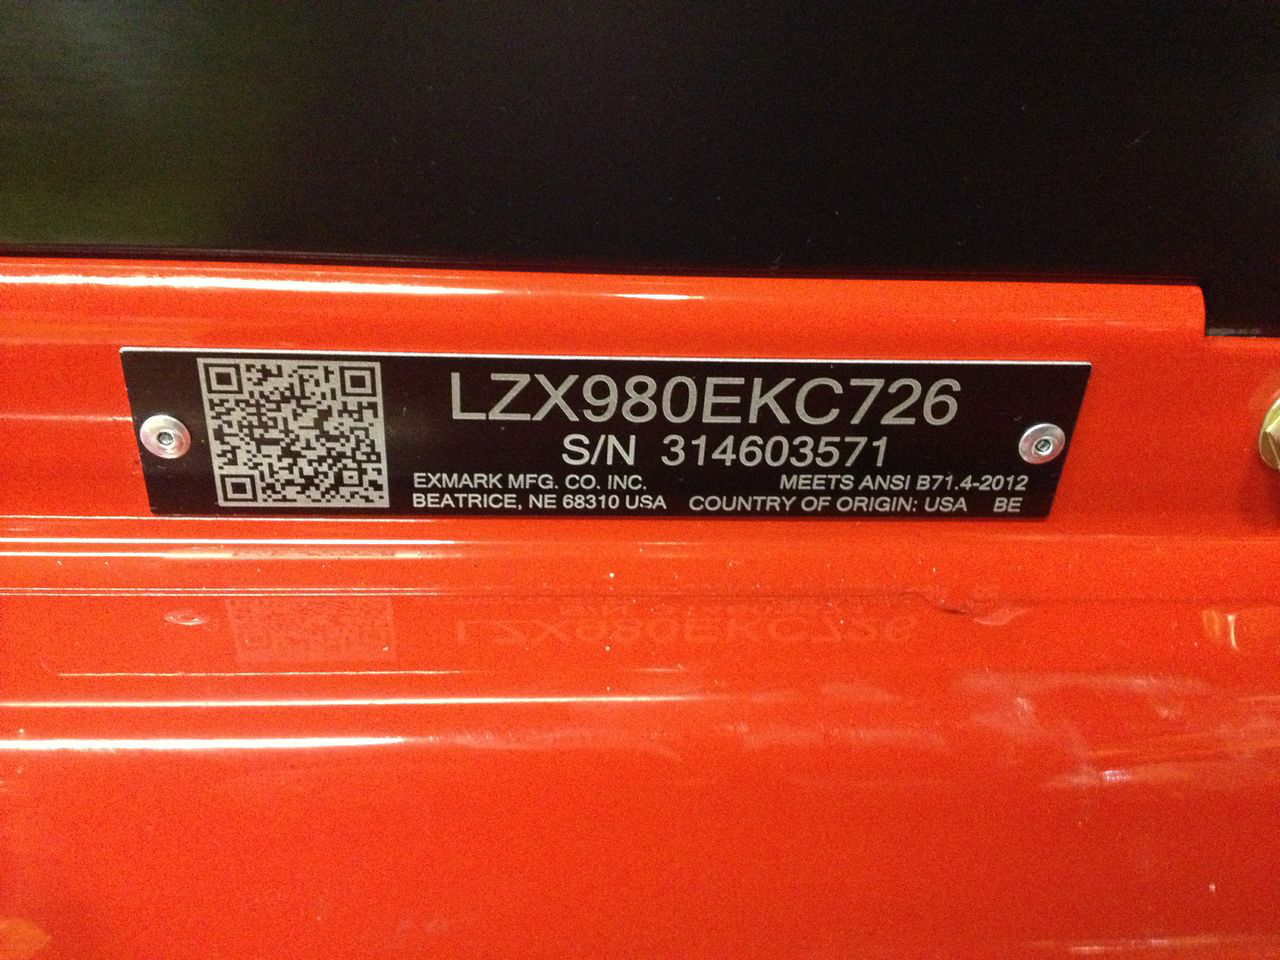 LZX980EKC726
S/N 314603571
EXMARK MFG. CO. INC. MEETS ANSI B71.4-2012
BEATRICE, NE 68310 USA COUNTRY OF ORIGIN: USA BE